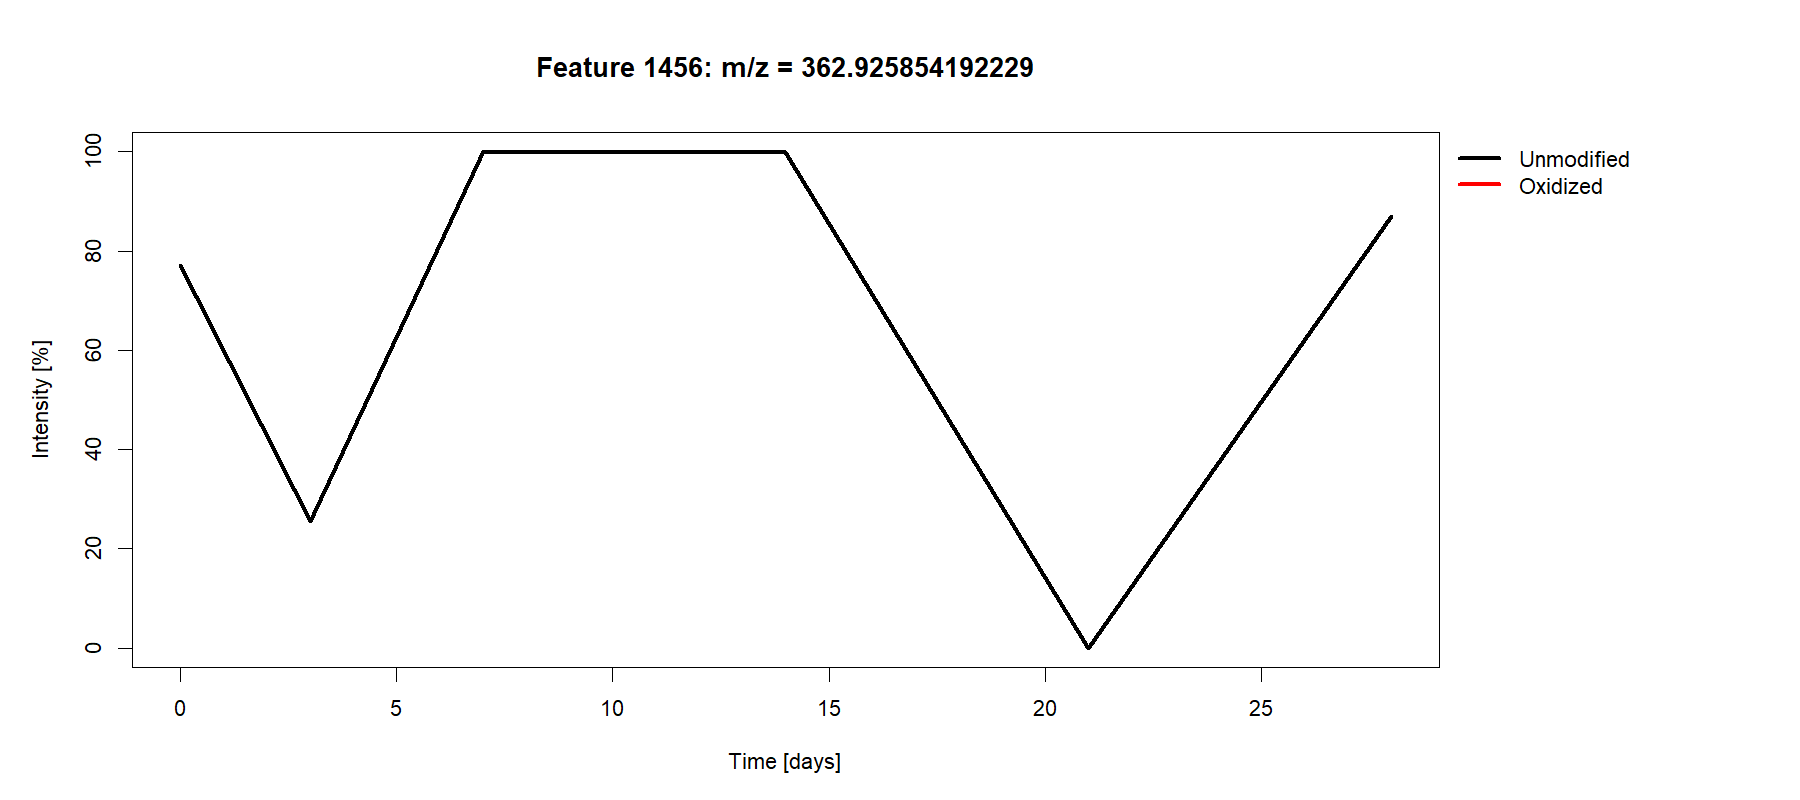 Feature 1456: m/z = 362.925854192229
Unmodified
Oxidized
Intensity [%]
100
80
60
40
20
0
0 5 10 15 20 25
Time [days]